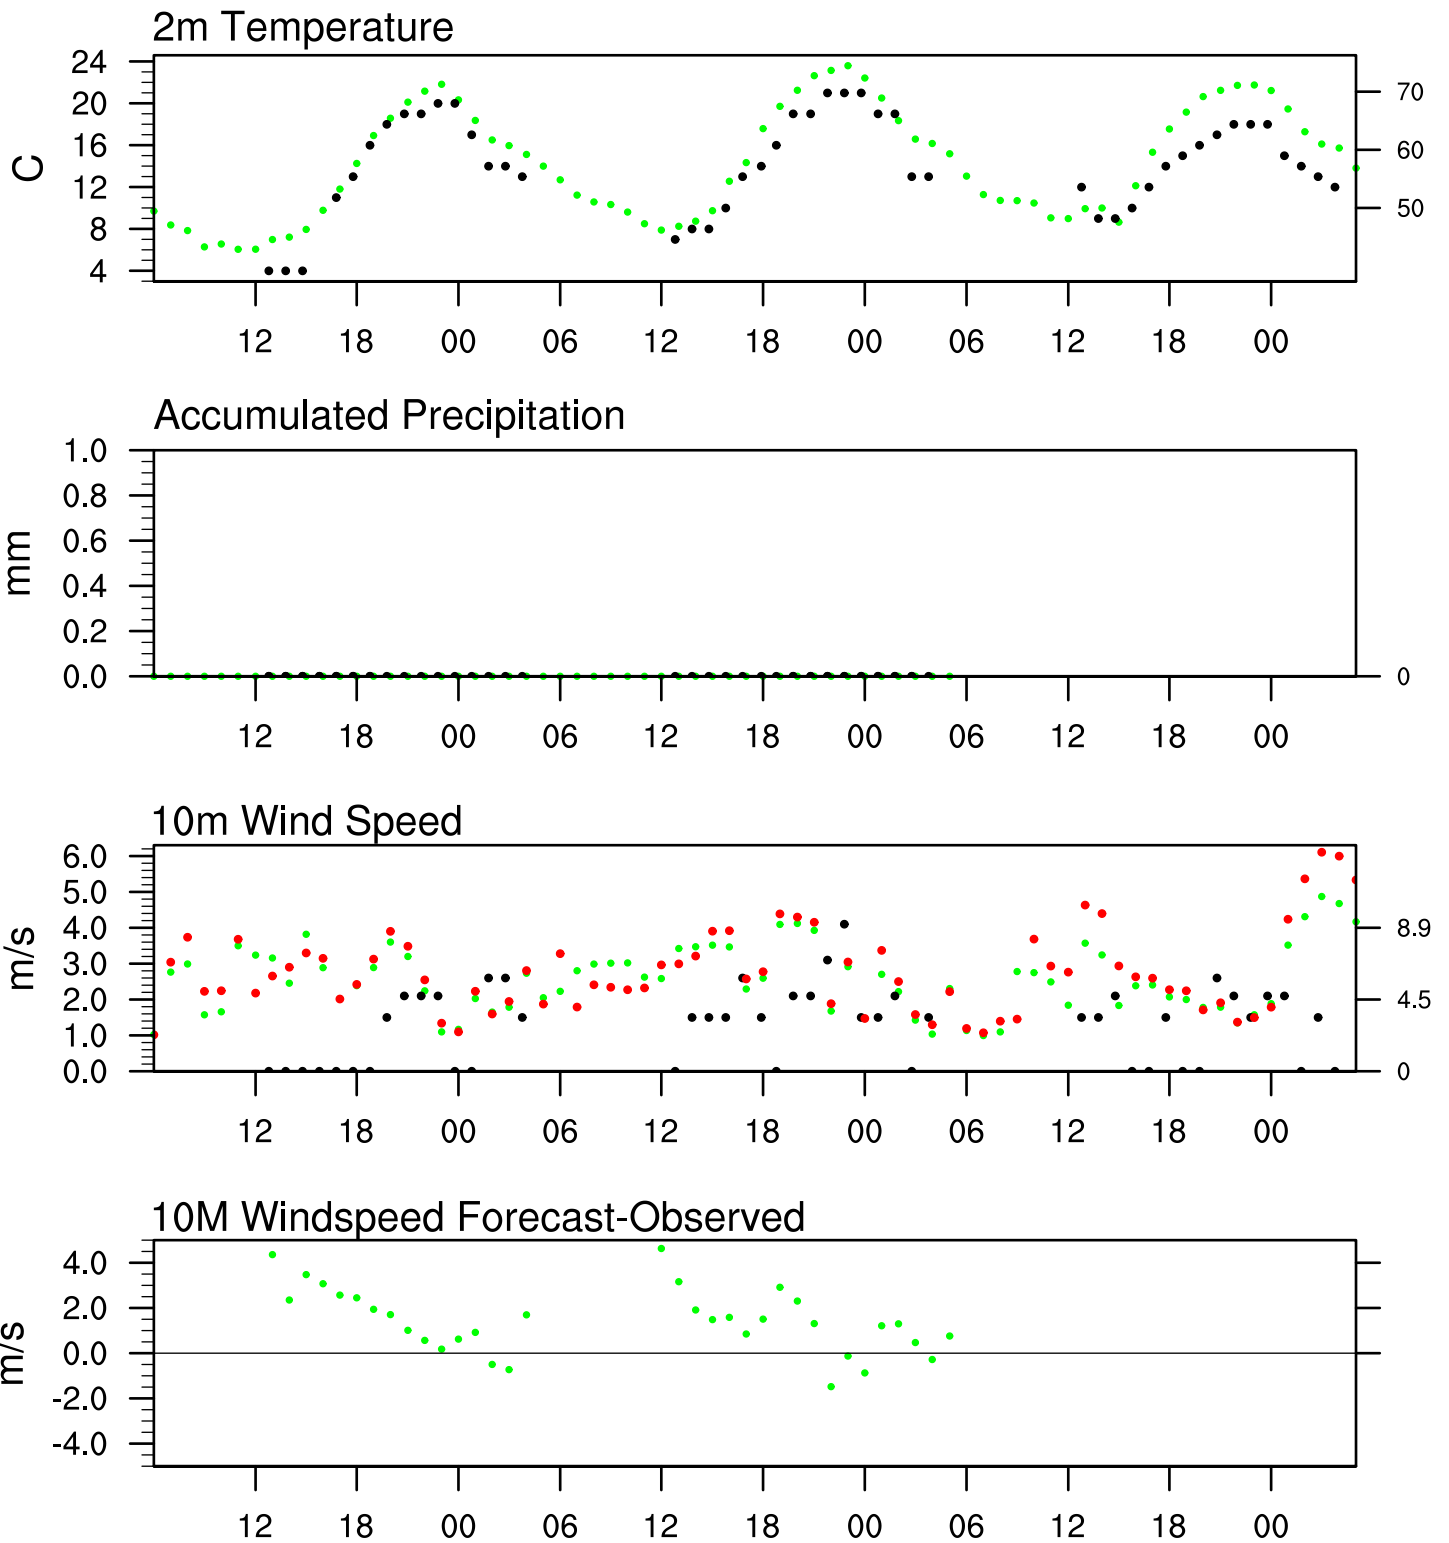 2m Temperature
24
20
16
12
8
4
C
70
60
50
12 18 00 06 12 18 00 06 12 18 00
Accumulated Precipitation
1.0
0.8
0.6
0.4
0.2
0.0
mm
0
12 18 00 06 12 18 00 06 12 18 00
10m Wind Speed
6.0
5.0
4.0
3.0
2.0
1.0
0.0
m/s
8.9
4.5
0
12 18 00 06 12 18 00 06 12 18 00
10M Windspeed Forecast-Observed
4.0
2.0
0.0
-2.0
-4.0
m/s
12 18 00 06 12 18 00 06 12 18 00